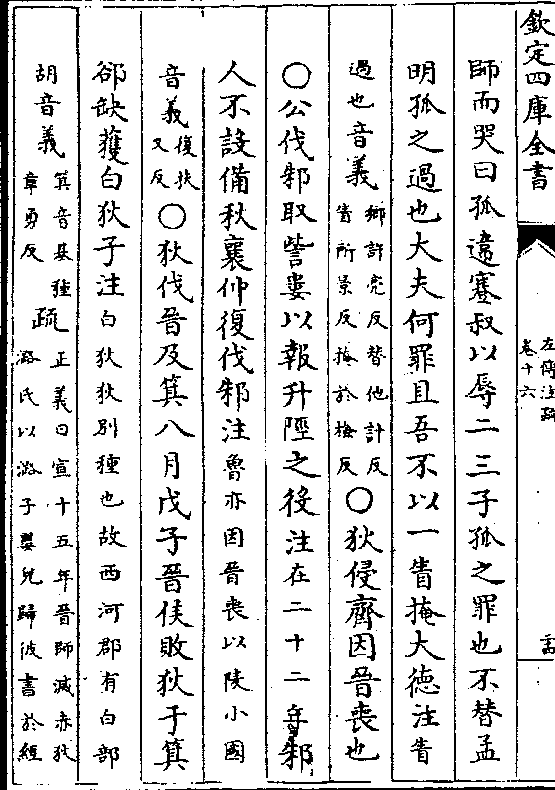 欽定四庫全書
左傳注疏
卷十六
師而哭曰孤違蹇叔以辱二三子孤之罪也不替孟
明孤之過也大夫何罪且吾不以一眚掩大德注眚
過也音義鄉許亮反替他計反眚所景反掩於檢反○狄侵齊因晉喪也
○公伐邾取訾婁以報升陘之役注在二十二年邾
人不設備秋襄仲復伐邾注魯亦因晉喪以陵小國
音義復扶又反○狄伐晉及箕八月戊子晉侯敗狄于箕
郤缺獲白狄子注白狄狄別種也故西河郡有白部
胡音義箕音基種章勇反疏正義曰宣十五年晉師滅赤狄潞氏以潞子嬰兒歸彼書於經